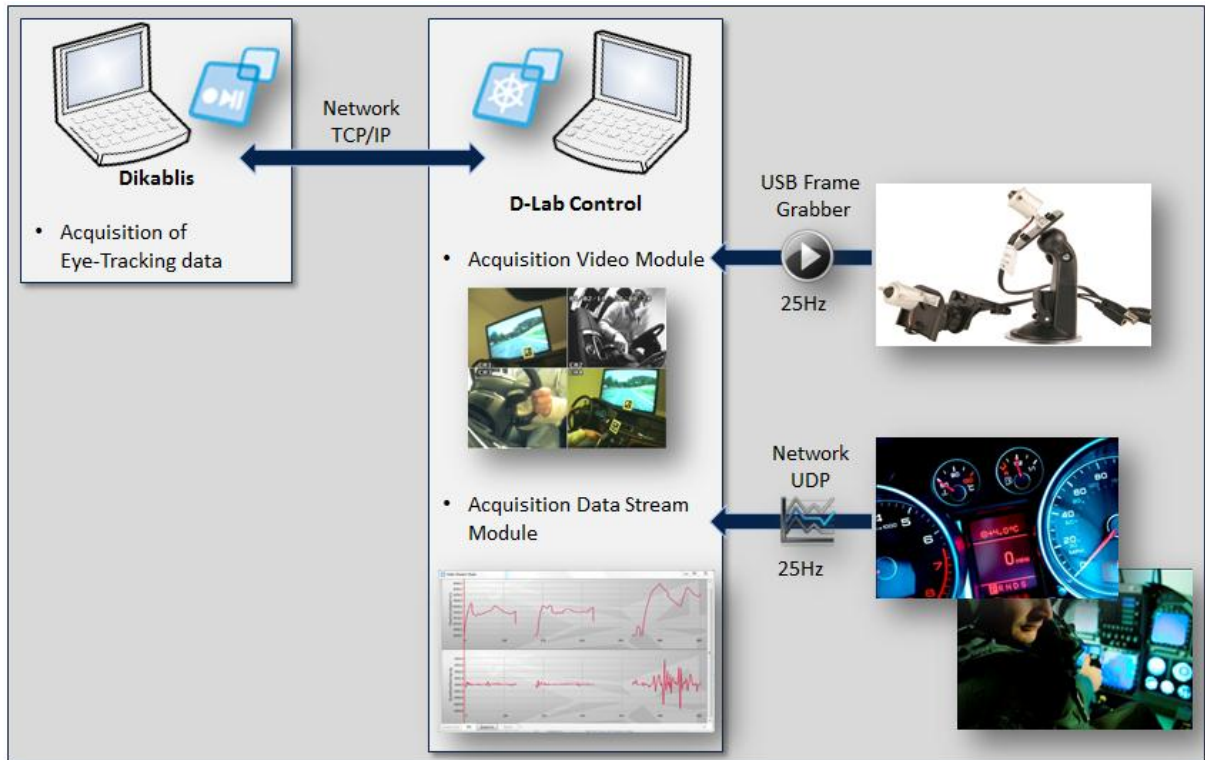 Network
TCP/IP
Dikablis
• Acquisition of
Eye-Tracking data
D-Lab Control
• Acquisition Video Module
• Acquisition Data Stream
Module
USB Frame
Grabber
25Hz
Network
UDP
25Hz